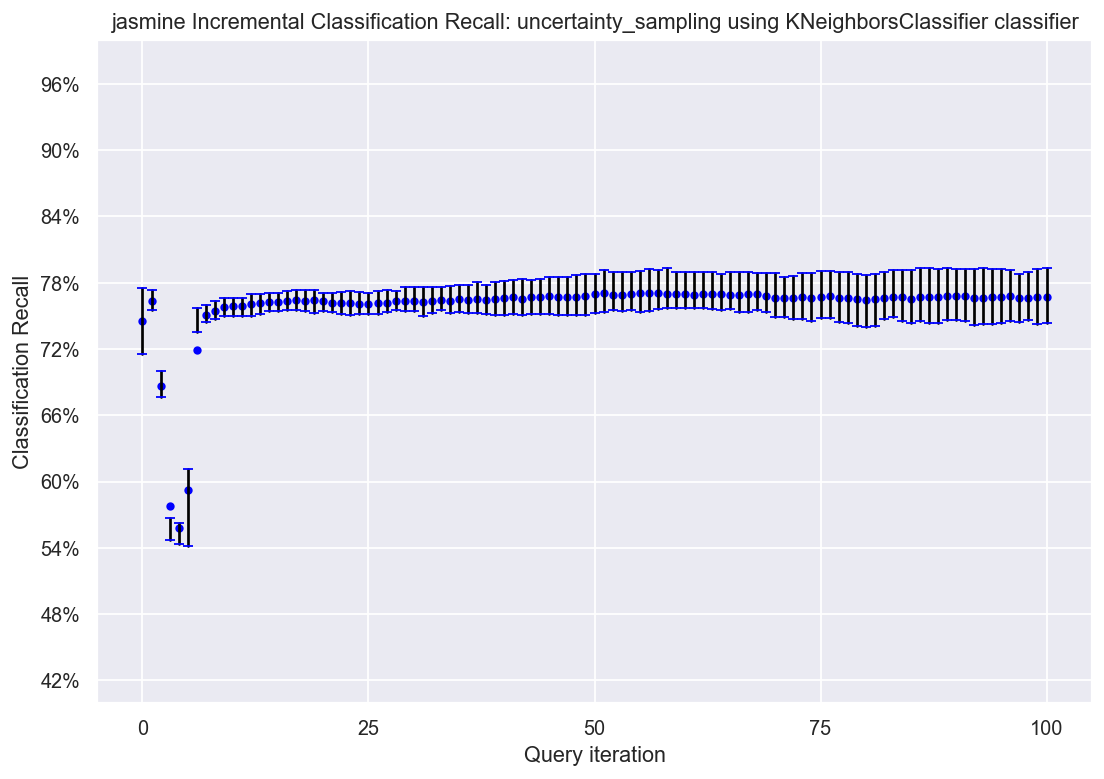 jasmine Incremental Classification Recall: uncertainty_sampling using KNeighborsClassifier classifier
96%
90%
84%
78%
72%
66%
60%
54%
48%
42%
Classification Recall
0 25 50 75 100
Query iteration